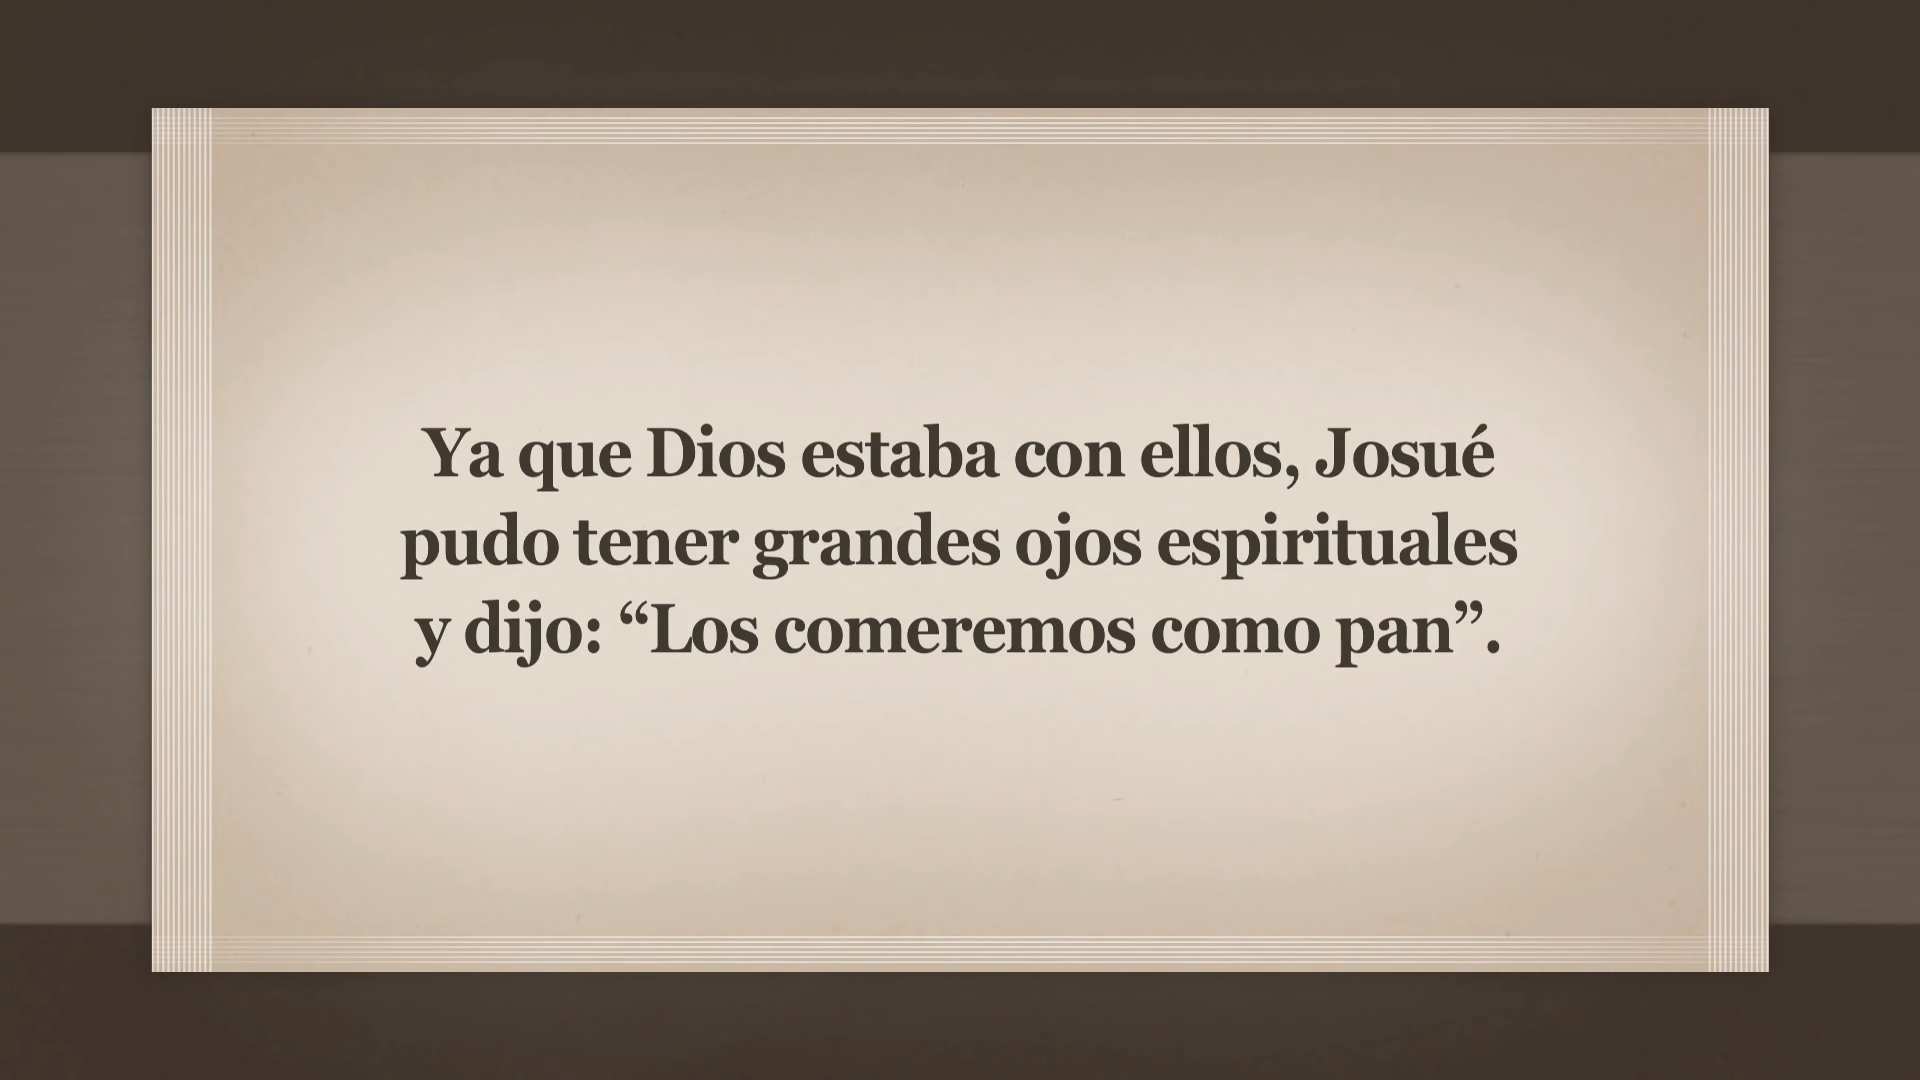 Ya que Dios estaba con ellos, Josué
pudo tener grandes ojos espirituales
y dijo: “Los comeremos como pan”.